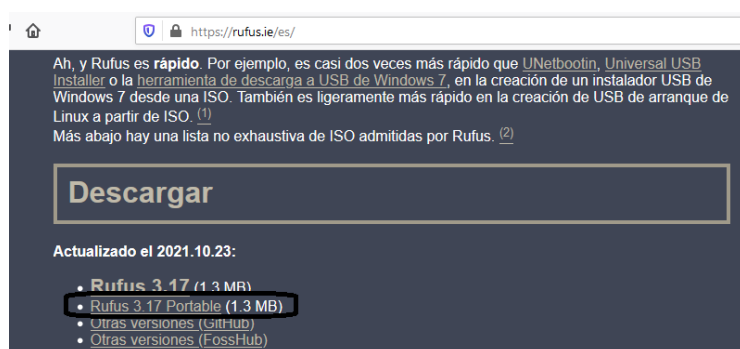 https://rufus.ie/es/
Ah, y Rufus es rápido. Por ejemplo, es casi dos veces más rápido que UNetbootin, Universal USB
Installer o la herramienta de descarga a USB de Windows 7, en la creación de un instalador USB de
Windows 7 desde una ISO. También es ligeramente más rápido en la creación de USB de arranque de
Linux a partir de ISO. (1)
Más abajo hay una lista no exhaustiva de ISO admitidas por Rufus. (2)
Descargar
Actualizado el 2021.10.23:
Rufus 3.17 (1.3 MB)
Rufus 3.17 Portable (1.3 MB)
Otras versiones (GitHub)
Otras versiones (FossHub)